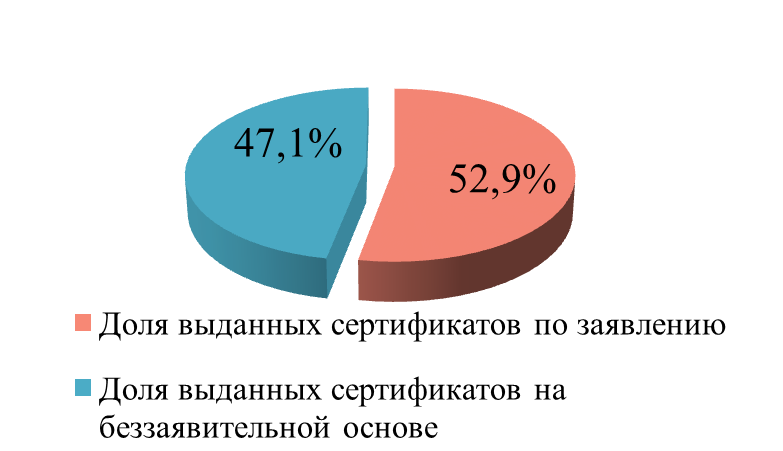 47,1%
52,9%
Доля выданных сертификатов по заявлению
Доля выданных сертификатов на
беззаявительной основе